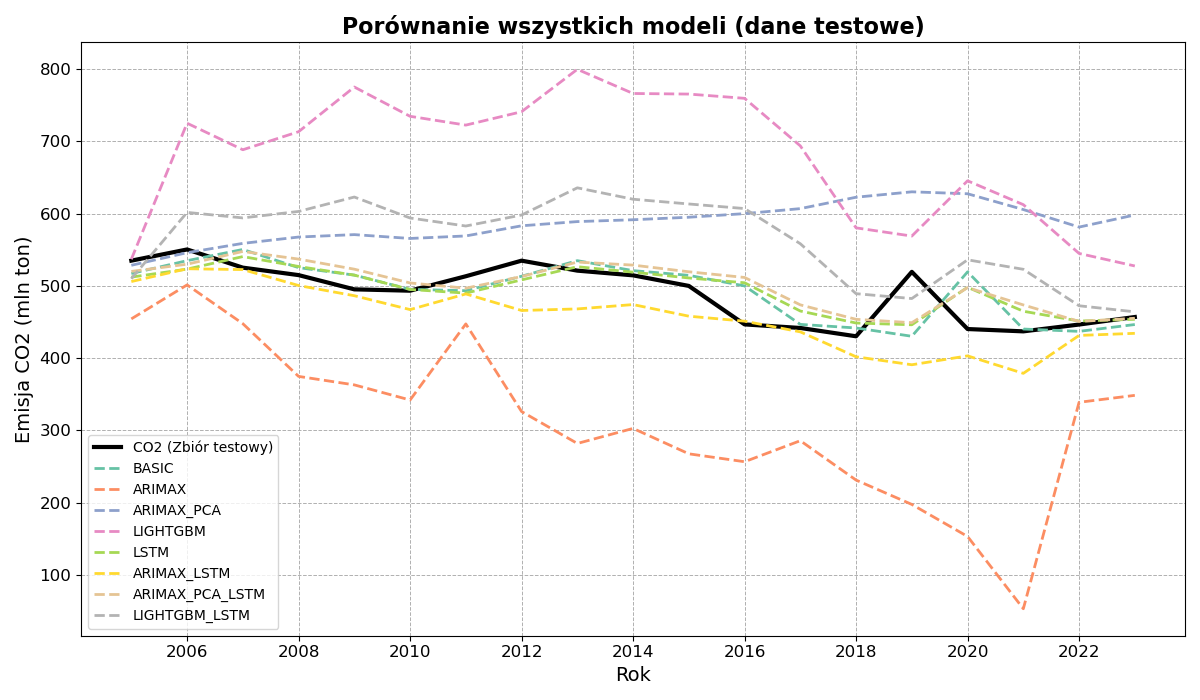 Porównanie wszystkich modeli (dane testowe)
Emisja CO2 (mln ton)
800
700
600
500
400
300
200
100
CO2 (Zbiór testowy)
BASIC
ARIMAX
ARIMAX_PCA
LIGHTGBM
LSTM
ARIMAX_LSTM
ARIMAX_PCA_LSTM
LIGHTGBM_LSTM
2006 2008 2010 2012 2014 2016 2018 2020 2022
Rok